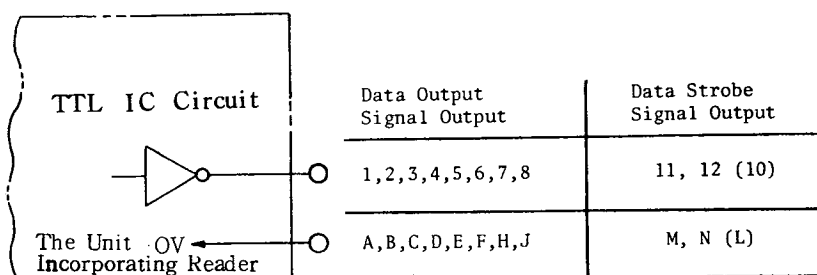 TTL IC Circuit
The Unit OV
Incorporating Reader
Data Output
Signal Output
Data Strobe
Signal Output
1,2,3,4,5,6,7,8
11, 12 (10)
A,B,C,D,E,F,H,J
M, N (L)